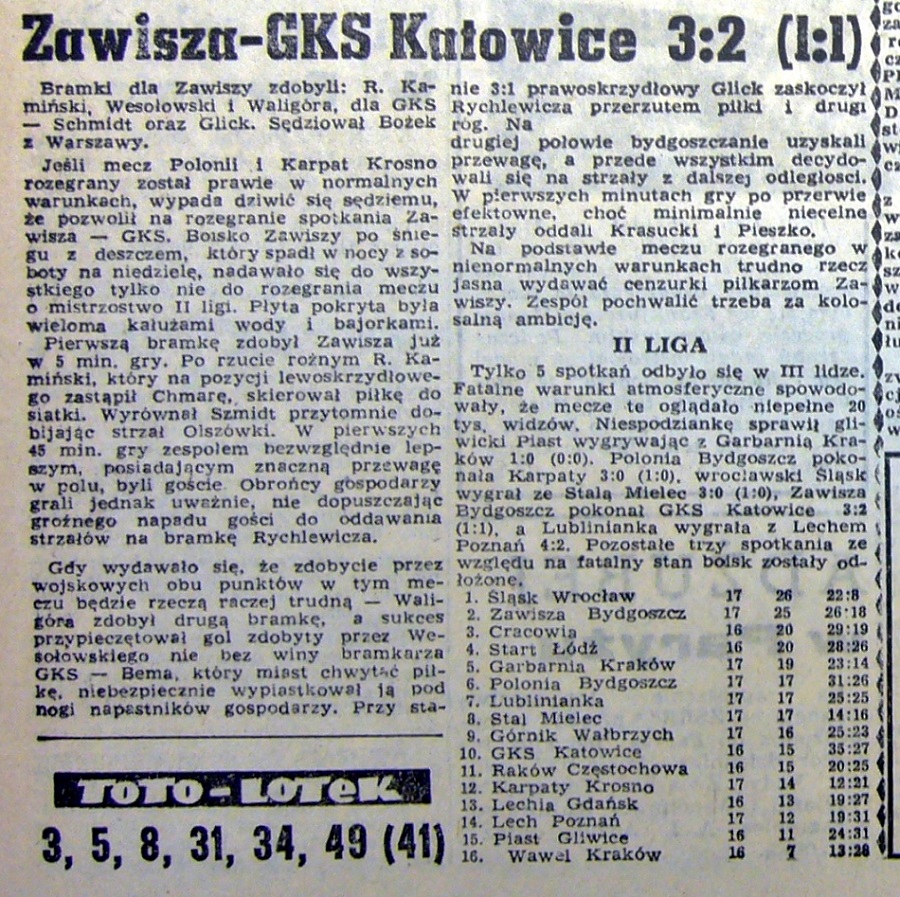 Zawisza-GKS Katowice 3:2 (1:1)
Bramki dla Zawiszy zdobyli: R. Ka-
miński, Wesołowski i Waligóra, dla GKS
— Schmidt oraz Glick. Sędziował Bożek
z Warszawy.
Jeśli mecz Polonii i Karpat Krosno
rozegrany został prawie w normalnych
warunkach, wypada dziwić się sędziemu,
że pozwolił na rozegranie spotkania Za-
wisza — GKS. Boisko Zawiszy po śnie-
gu z deszczem, który spadł w nocy z so-
boty na niedzielę, nadawało się do wszy-
stkiego tylko nie do rozegrania meczu
o mistrzostwo II ligi. Płyta pokryta była
wieloma kałużami wody i bajorkami.
Pierwszą bramkę zdobył Zawisza już
w 5 min. gry. Po rzucie rożnym R. Ka-
miński, który na pozycji lewoskrzydłowe-
go zastąpił Chmarę, skierował piłkę do
siatki. Wyrównał Szmidt przytomnie do-
bijając strzał Olszówki. W pierwszych
45 min. gry zespołem bezwzględnie lep-
szym, posiadającym znaczną przewagę
w polu, byli goście. Obrońcy gospodarzy
grali jednak uważnie, nie dopuszczając
groźnego napadu gości do oddawania
strzałów na bramkę Rychlewicza.
Gdy wydawało się, że zdobycie przez
wojskowych obu punktów w tym me-
czu będzie rzeczą raczej trudną — Wali-
góra zdobył drugą bramkę, a sukces
przypieczętował gol zdobyty przez We-
sołowskiego nie bez winy bramkarza
GKS — Bema, który miast chwytać pił-
kę, niebezpiecznie wypiastkował ją pod
nogi napastników gospodarzy. Przy sta-
nie 3:1 prawoskrzydłowy Glick zaskoczył
Rychlewicza przerzutem piłki i drugi
róg. Na
drugiej połowie bydgoszczanie uzyskali
przewagę, a przede wszystkim decydo-
wali się na strzały z dalszej odległości.
W pierwszych minutach gry po przerwie
efektowne, choć minimalnie niecelne
strzały oddali Krasucki i Pieszko.
Na podstawie meczu rozegranego w
nienormalnych warunkach trudno rzecz
jasna wydawać cenzurki piłkarzom Za-
wiszy. Zespół pochwalić trzeba za kolo-
salną ambicję.
II LIGA
Tylko 5 spotkań odbyło się w III lidze.
Fatalne warunki atmosferyczne spowodo-
wały, że mecze te oglądało niepełne 20
tys. widzów. Niespodziankę sprawił gli-
wicki Piast wygrywając z Garbarnią Kra-
ków 1:0 (0:0). Polonia Bydgoszcz poko-
nała Karpaty 3:0 (1:0), wrocławski Śląsk
wygrał ze Stalą Mielec 3:0 (1:0), Zawisza
Bydgoszcz pokonał GKS Katowice 3:2
(1:1), a Lublinianka wygrała z Lechem
Poznań 4:2. Pozostałe trzy spotkania ze
względu na fatalny stan boisk zostały od-
łożone.
1. Śląsk Wrocław 17 26 22:8
2. Zawisza Bydgoszcz 17 25 26:18
3. Cracovia 16 20 29:19
4. Start Łódź 16 20 28:26
5. Garbarnia Kraków 17 19 23:14
6. Polonia Bydgoszcz 17 17 31:26
7. Lublinianka 17 17 25:25
8. Stal Mielec 17 17 14:16
9. Górnik Wałbrzych 17 16 25:23
10. GKS Katowice 16 15 35:27
11. Raków Częstochowa 16 15 20:25
12. Karpaty Krosno 17 14 12:21
13. Lechia Gdańsk 16 13 19:27
14. Lech Poznań 17 12 19:31
15. Piast Gliwice 16 11 24:31
16. Wawel Kraków 16 7 13:28
TOTO-LOTEK
3, 5, 8, 31, 34, 49 (41)